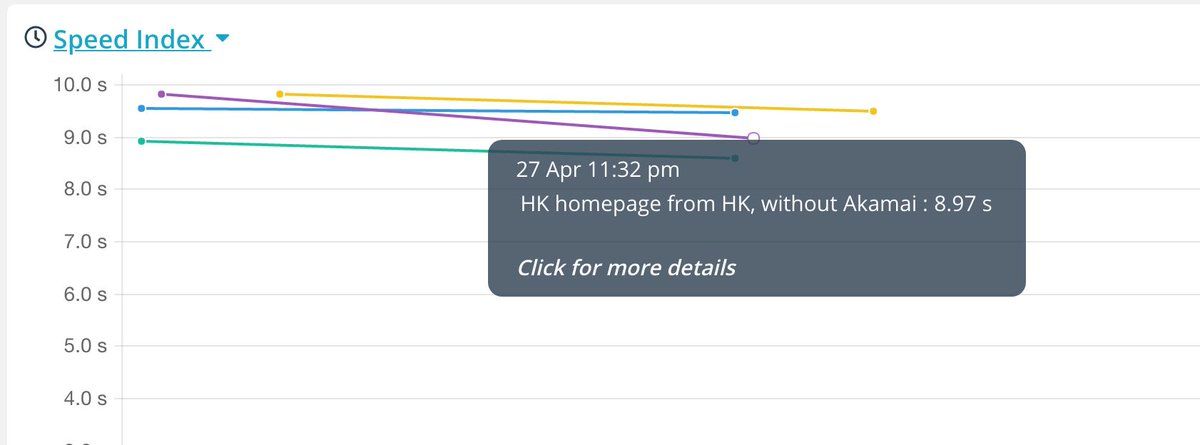 Speed Index
10.0 s
9.0 s
8.0 s
7.0 s
6.0 s
5.0 s
4.0 s
27 Apr 11:32 pm
HK homepage from HK, without Akamai : 8.97 s
Click for more details